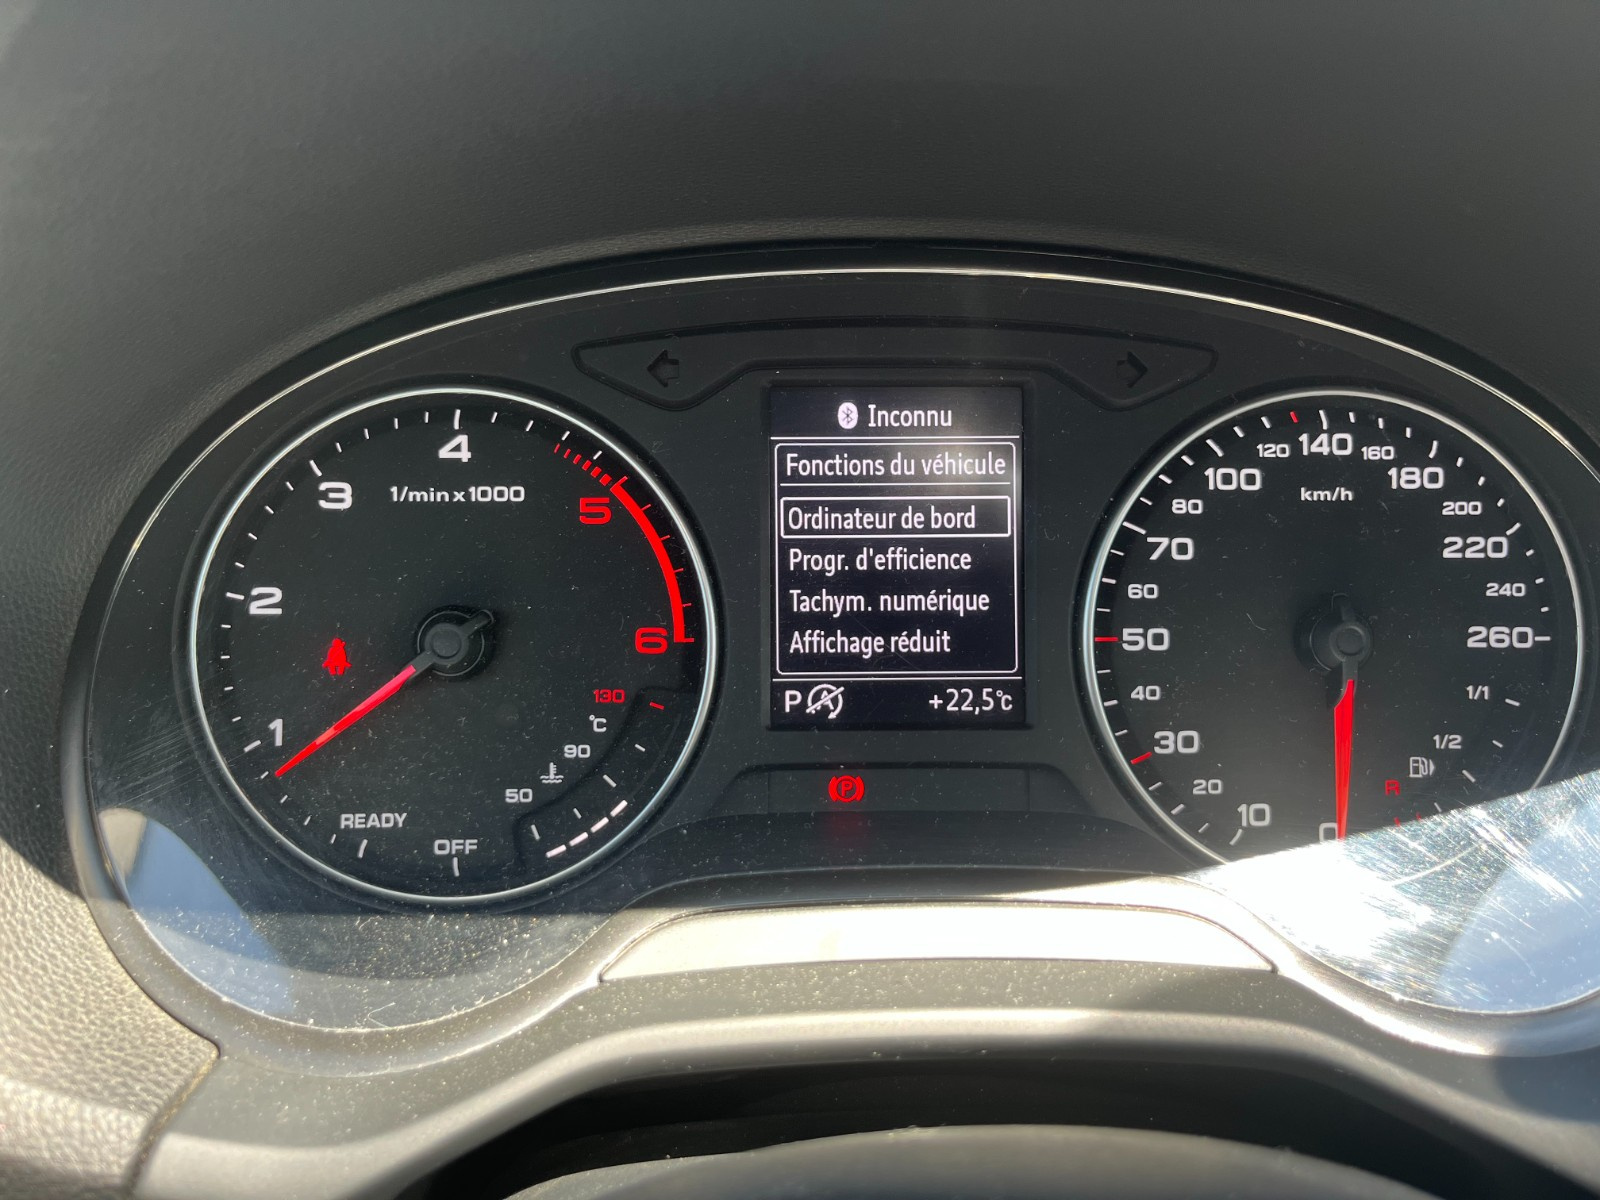 Inconnu
Fonctions du véhicule
Ordinateur de bord
Progr. d'efficience
Tachym. numérique
Affichage réduit
P
A
+22,5°C
P
1/min x 1000
OFF
READY
1
2
3
4
5
6
50
90
130
°C
km/h
0
10
20
30
40
50
60
70
80
100
120
140
160
180
200
220
240
260
1/1
1/2
R